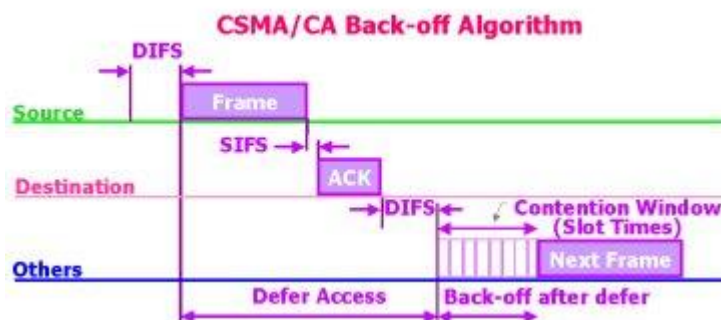 CSMA/CA Back-off Algorithm
DIFS
Frame
Source
SIFS
ACK
Destination
DIFS
Contention Window
(Slot Times)
Next Frame
Others
Defer Access
Back-off after defer